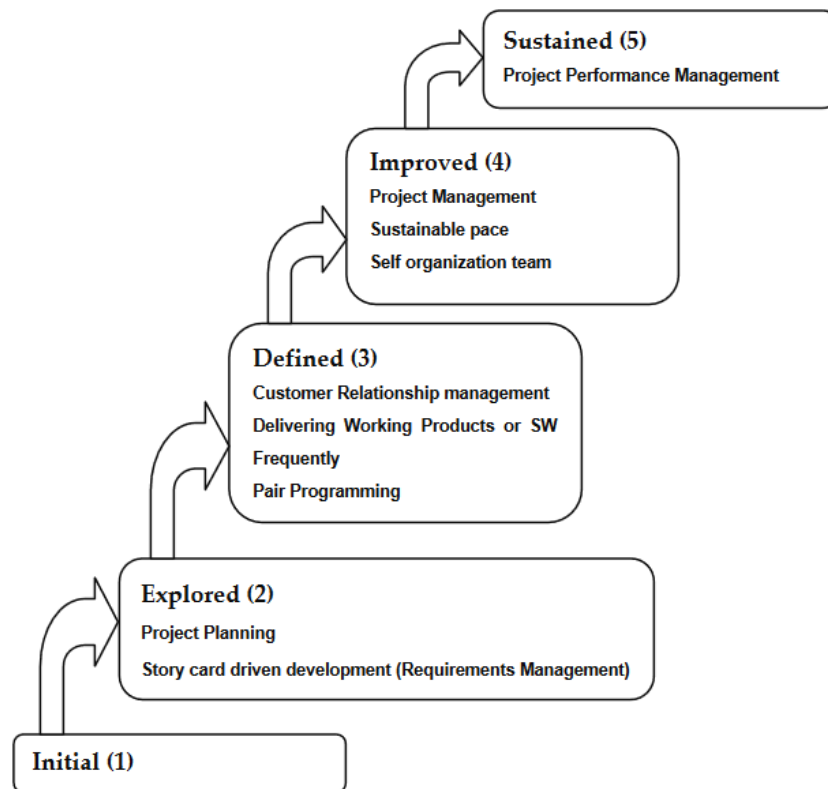 Sustained (5)
Project Performance Management
Improved (4)
Project Management
Sustainable pace
Self organization team
Defined (3)
Customer Relationship management
Delivering Working Products or SW
Frequently
Pair Programming
Explored (2)
Project Planning
Story card driven development (Requirements Management)
Initial (1)